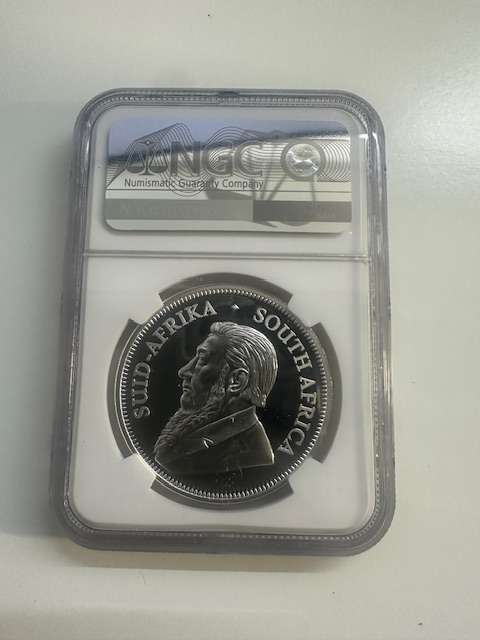 NGC
Numismatic Guaranty Company
SUID-AFRIKA · SOUTH AFRICA